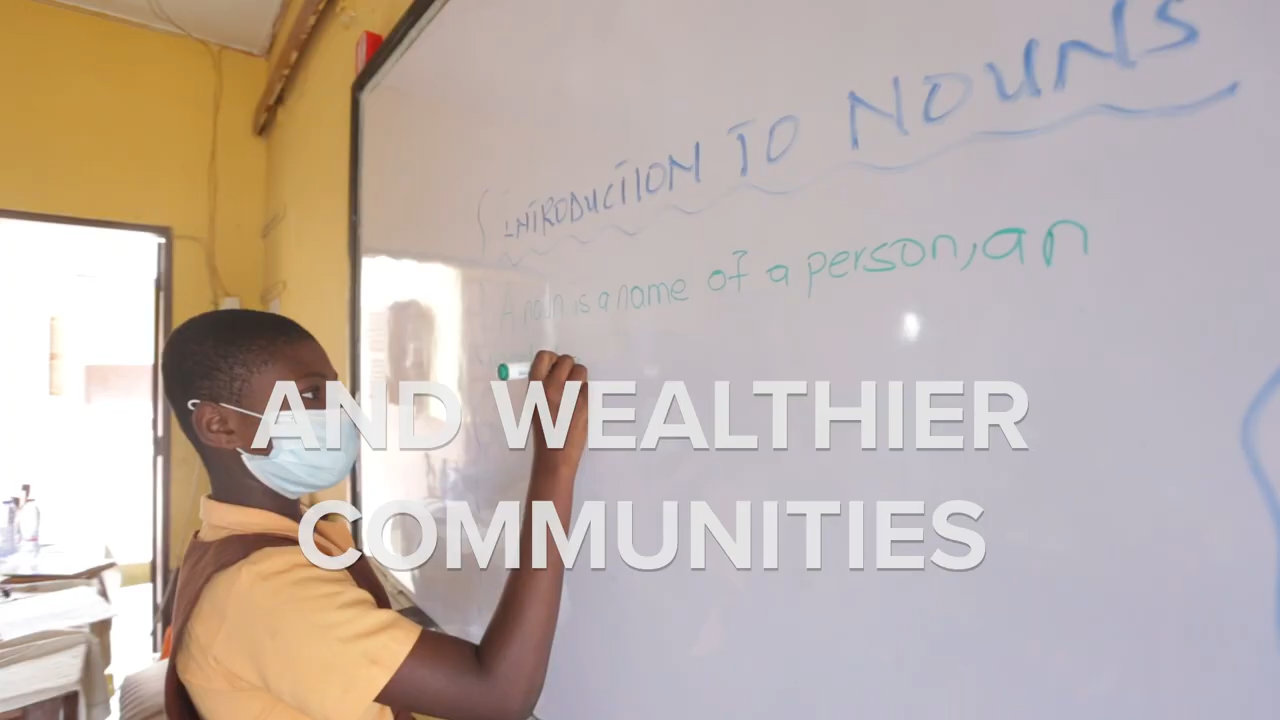 INTRODUCTION TO NOUNS
A noun is a name of a person, an
AND WEALTHIER
COMMUNITIES